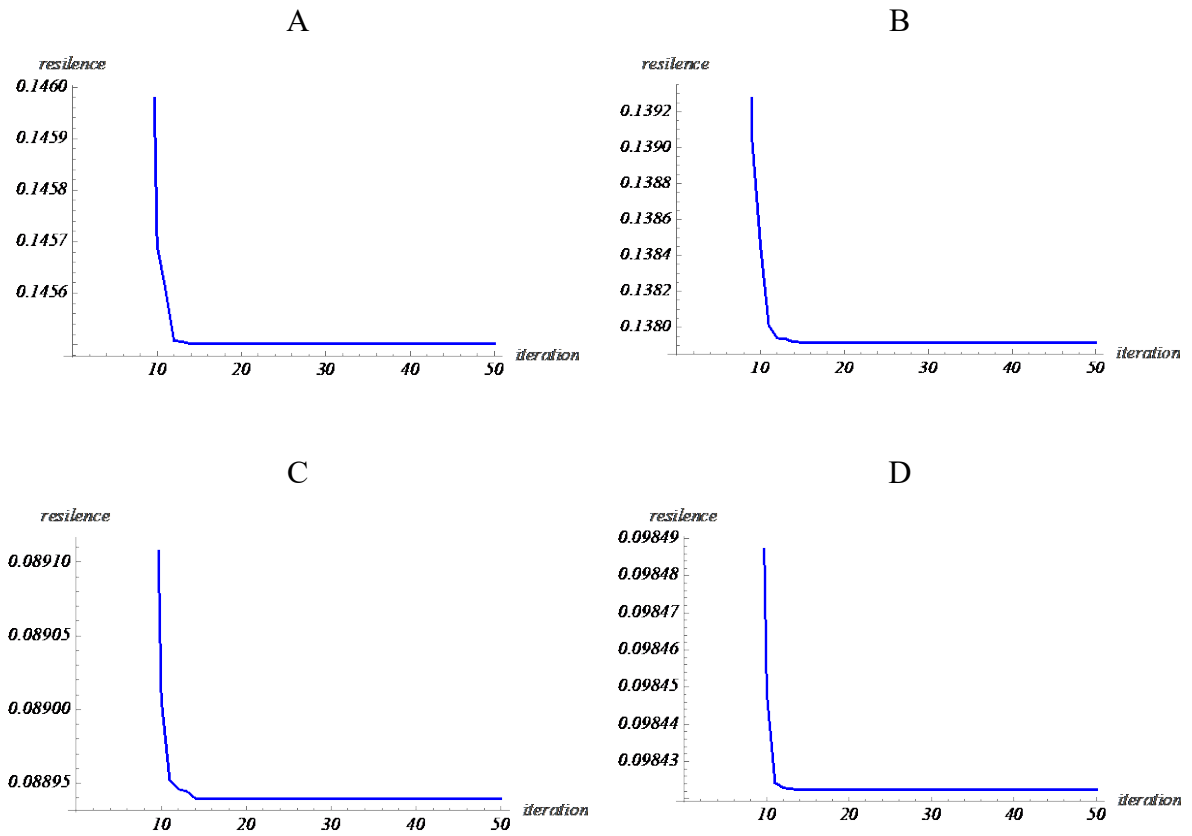 A
resilence
0.1460
0.1459
0.1458
0.1457
0.1456
10 20 30 40 50 iteration
B
resilence
0.1392
0.1390
0.1388
0.1386
0.1384
0.1382
0.1380
10 20 30 40 50 iteration
C
resilence
0.08910
0.08905
0.08900
0.08895
10 20 30 40 50 iteration
D
resilence
0.09849
0.09848
0.09847
0.09846
0.09845
0.09844
0.09843
10 20 30 40 50 iteration